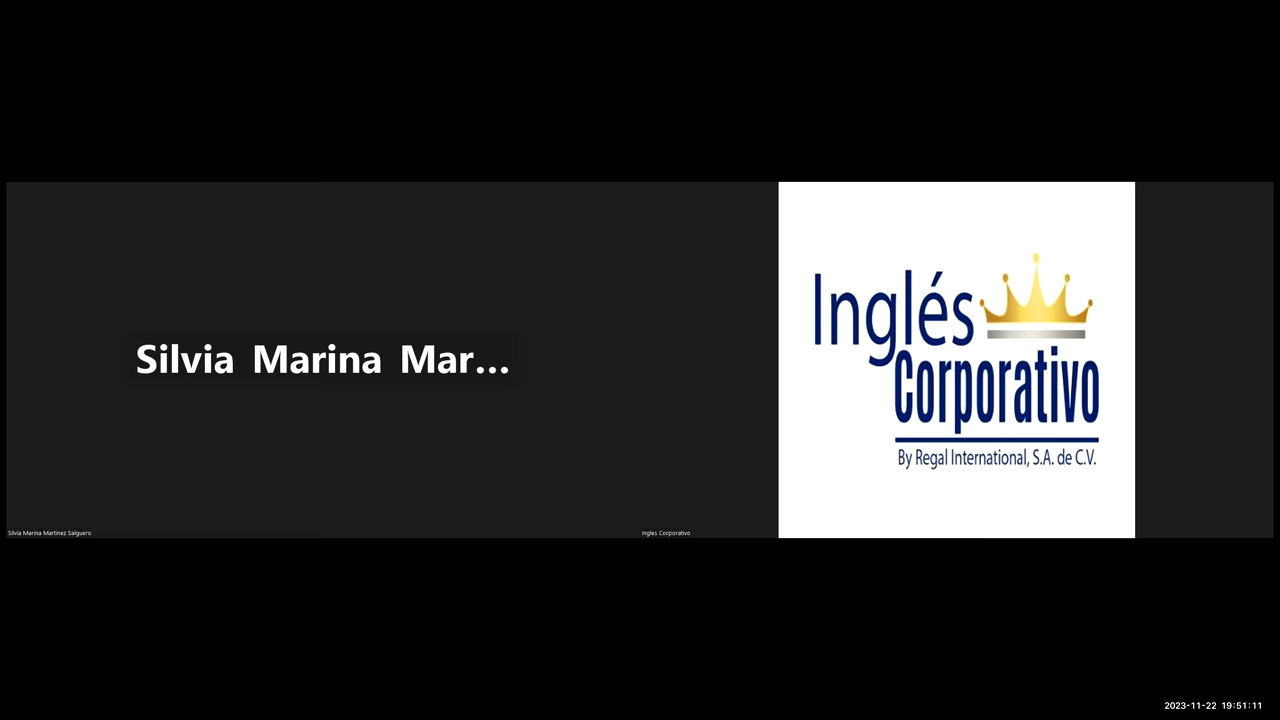 Silvia Marina Mar...
Inglés
Corporativo
By Regal International, S.A. de C.V.
Silvia Marina Martinez Salguero
Ingles Corporativo
2023-11-22 19:51:11